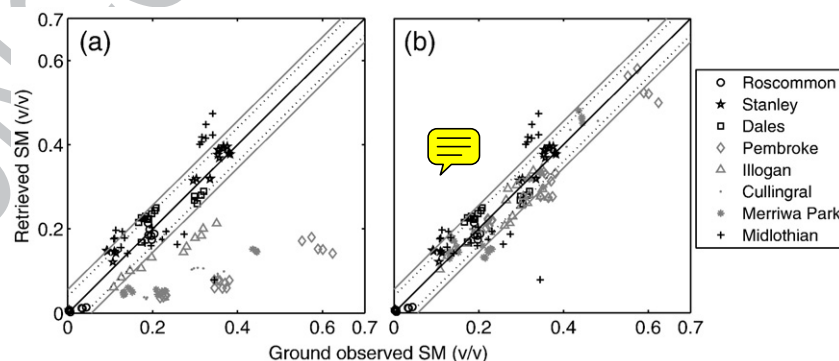 0.7
0.6
0.4
0.2
0
0
0.2
0.4
0.6
0.7
(a)
Retrieved SM (v/v)
(b)
0
0.2
0.4
0.6
0.7
Ground observed SM (v/v)
Roscommon
Stanley
Dales
Pembroke
Illogan
Cullingral
Merriwa Park
Midlothian